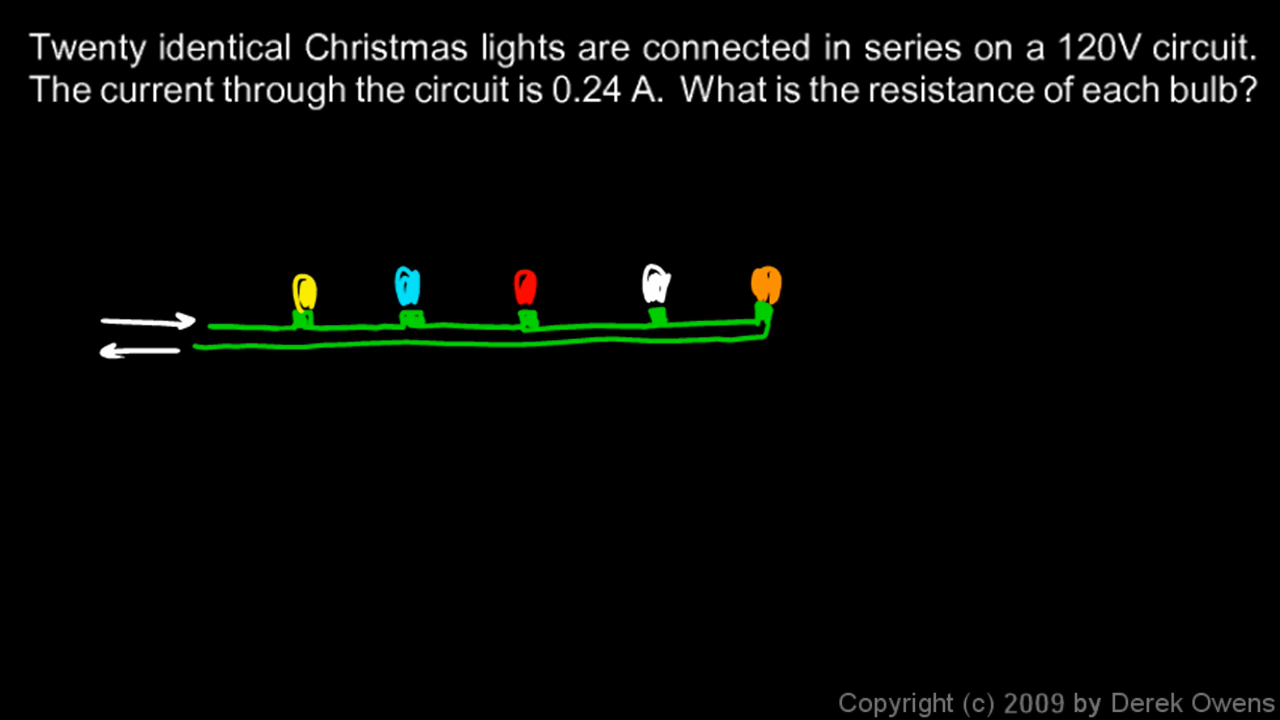 Twenty identical Christmas lights are connected in series on a 120V circuit.
The current through the circuit is 0.24 A. What is the resistance of each bulb?
Copyright (c) 2009 by Derek Owens